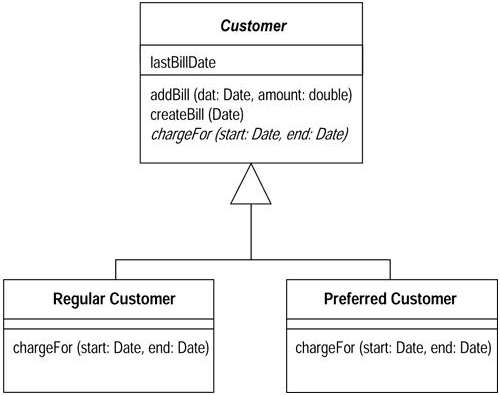 Customer
lastBillDate
addBill (dat: Date, amount: double)
createBill (Date)
chargeFor (start: Date, end: Date)
Regular Customer
chargeFor (start: Date, end: Date)
Preferred Customer
chargeFor (start: Date, end: Date)